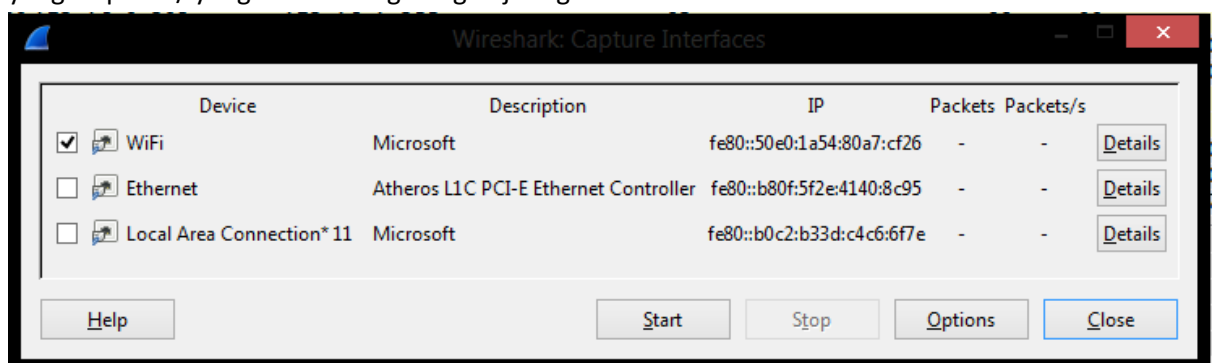 Wireshark: Capture Interfaces
Device Description IP Packets Packets/s
WiFi Microsoft fe80::50e0:1a54:80a7:cf26 - - Details
Ethernet Atheros L1C PCI-E Ethernet Controller fe80::b80f:5f2e:4140:8c95 - - Details
Local Area Connection* 11 Microsoft fe80::b0c2:b33d:c4c6:6f7e - - Details
Help Start Stop Options Close